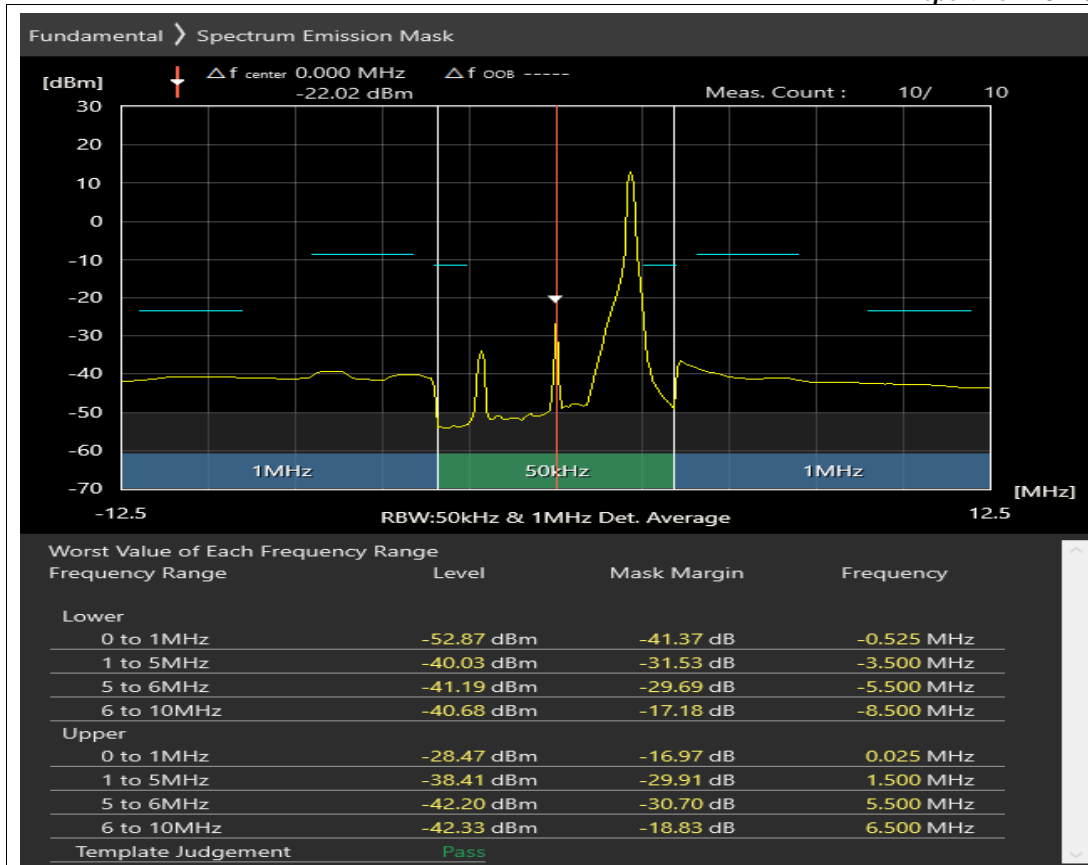 Fundamental ❯ Spectrum Emission Mask
[dBm] △f center 0.000 MHz △f OOB -----
-22.02 dBm Meas. Count : 10/ 10
30
20
10
0
-10
-20
-30
-40
-50
-60
-70
1MHz 50kHz 1MHz
[MHz]
-12.5 RBW:50kHz & 1MHz Det. Average 12.5
Worst Value of Each Frequency Range
Frequency Range Level Mask Margin Frequency
Lower
0 to 1MHz -52.87 dBm -41.37 dB -0.525 MHz
1 to 5MHz -40.03 dBm -31.53 dB -3.500 MHz
5 to 6MHz -41.19 dBm -29.69 dB -5.500 MHz
6 to 10MHz -40.68 dBm -17.18 dB -8.500 MHz
Upper
0 to 1MHz -28.47 dBm -16.97 dB 0.025 MHz
1 to 5MHz -38.41 dBm -29.91 dB 1.500 MHz
5 to 6MHz -42.20 dBm -30.70 dB 5.500 MHz
6 to 10MHz -42.33 dBm -18.83 dB 6.500 MHz
Template Judgement Pass